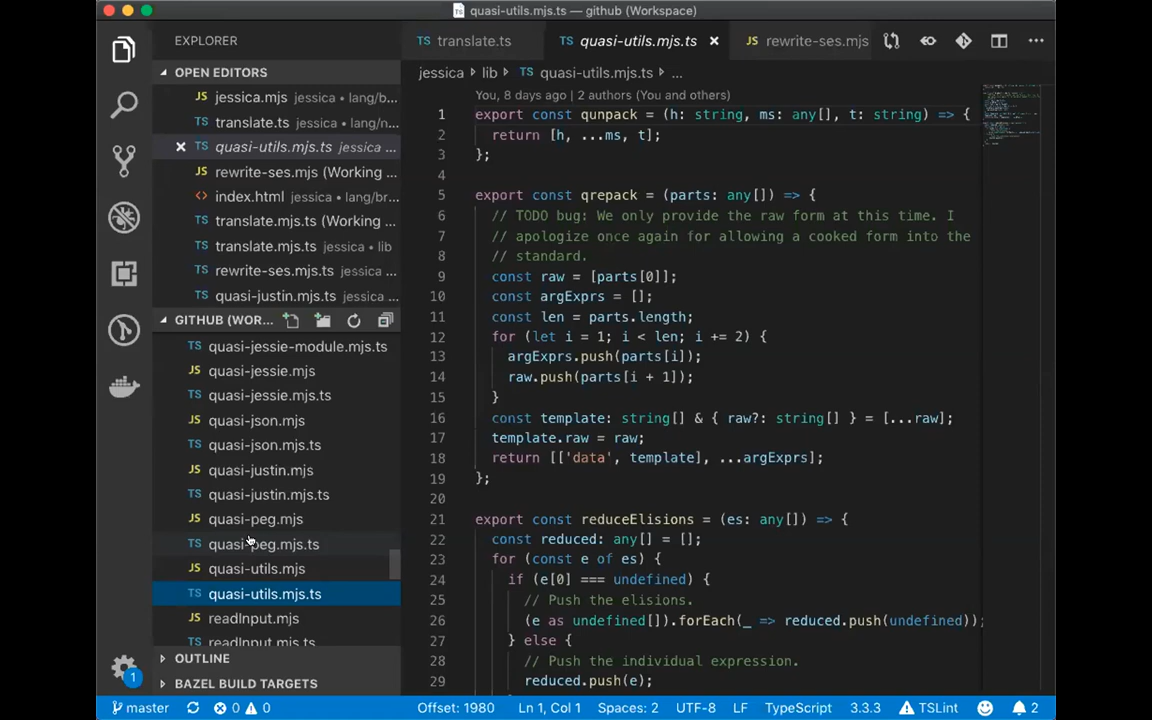 quasi-utils.mjs.ts — github (Workspace)
EXPLORER
OPEN EDITORS
JS jessica.mjs jessica • lang/b...
TS translate.ts jessica • lang/n...
TS quasi-utils.mjs.ts jessica ...
JS rewrite-ses.mjs (Working ...
<> index.html • jessica • lang/br...
TS translate.mjs.ts (Working ...
TS translate.mjs.ts jessica • lib
TS rewrite-ses.mjs.ts jessica ...
TS quasi-justin.mjs.ts jessica ...
GITHUB (WOR...
TS quasi-jessie-module.mjs.ts
JS quasi-jessie.mjs
TS quasi-jessie.mjs.ts
JS quasi-json.mjs
TS quasi-json.mjs.ts
JS quasi-justin.mjs
TS quasi-justin.mjs.ts
JS quasi-peg.mjs
TS quasi-peg.mjs.ts
JS quasi-utils.mjs
TS quasi-utils.mjs.ts
JS readInput.mjs
TS readInput.mjs.ts
OUTLINE
BAZEL BUILD TARGETS
TS translate.ts TS quasi-utils.mjs.ts JS rewrite-ses.mjs
jessica › lib › TS quasi-utils.mjs.ts › ...
You, 8 days ago | 2 authors (You and others)
1 export const qunpack = (h: string, ms: any[], t: string) => {
2 return [h, ...ms, t];
3 };
4
5 export const qrepack = (parts: any[]) => {
6 // TODO bug: We only provide the raw form at this time. I
7 // apologize once again for allowing a cooked form into the
8 // standard.
9 const raw = [parts[0]];
10 const argExprs = [];
11 const len = parts.length;
12 for (let i = 1; i < len; i += 2) {
13 argExprs.push(parts[i]);
14 raw.push(parts[i + 1]);
15 }
16 const template: string[] & { raw?: string[] } = [...raw];
17 template.raw = raw;
18 return [['data', template], ...argExprs];
19 };
20
21 export const reduceElisions = (es: any[]) => {
22 const reduced: any[] = [];
23 for (const e of es) {
24 if (e[0] === undefined) {
25 // Push the elisions.
26 (e as undefined[]).forEach(_ => reduced.push(undefined));
27 } else {
28 // Push the individual expression.
29 reduced.push(e);
1 master 0 0 Offset: 1980 Ln 1, Col 1 Spaces: 2 UTF-8 LF TypeScript 3.3.3 TSLint 2